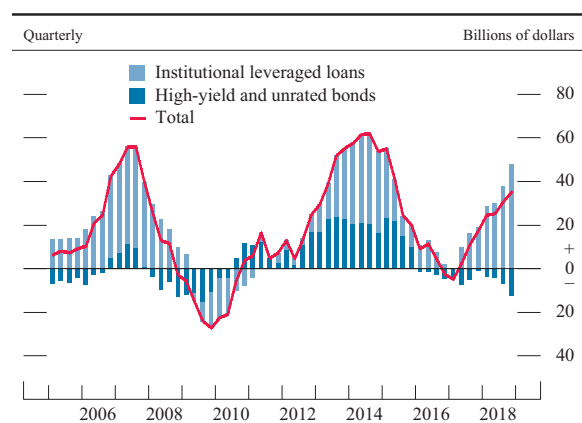 Quarterly Billions of dollars
Institutional leveraged loans
High-yield and unrated bonds
Total
80
60
40
20
+
0
−
20
40
2006 2008 2010 2012 2014 2016 2018